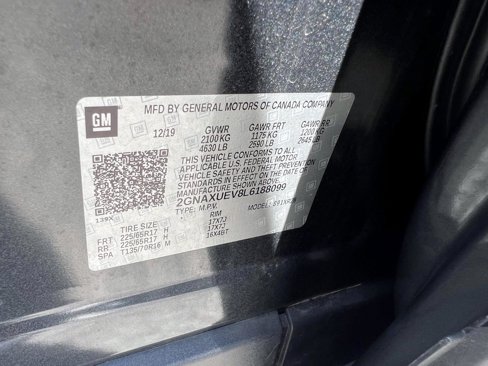 MFD BY GENERAL MOTORS OF CANADA COMPANY
GM
12/19 GVWR GAWR FRT GAWR RR
2100 KG 1175 KG 1200 KG
4630 LB 2590 LB 2645 LB
THIS VEHICLE CONFORMS TO ALL
APPLICABLE U.S. FEDERAL MOTOR
VEHICLE SAFETY AND THEFT PREVENTION
STANDARDS IN EFFECT ON THE DATE OF
MANUFACTURE SHOWN ABOVE.
2GNAXUEV8L6188099
TYPE: M.P.V. MODEL:
139X
TIRE SIZE RIM
FRT 225/65R17 H 17X7J
RR 225/65R17 H 17X7J
SPA T135/70R16 M 16X4BT